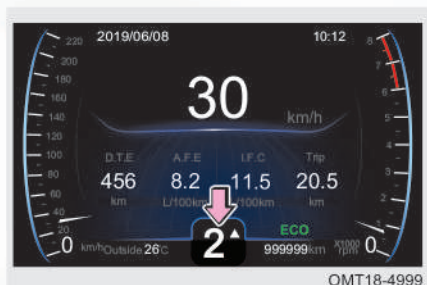 2019/06/08 10:12
220
200
180
160
140
120
100
80
60
40
20
0 km/h
30
km/h
8
7
6
5
4
3
2
1
0
X1000 rpm
D.T.E A.F.E I.F.C Trip
456 8.2 11.5 20.5
km L/100km L/100km km
ECO
Outside 26°C 2 999999km
OMT18-4999